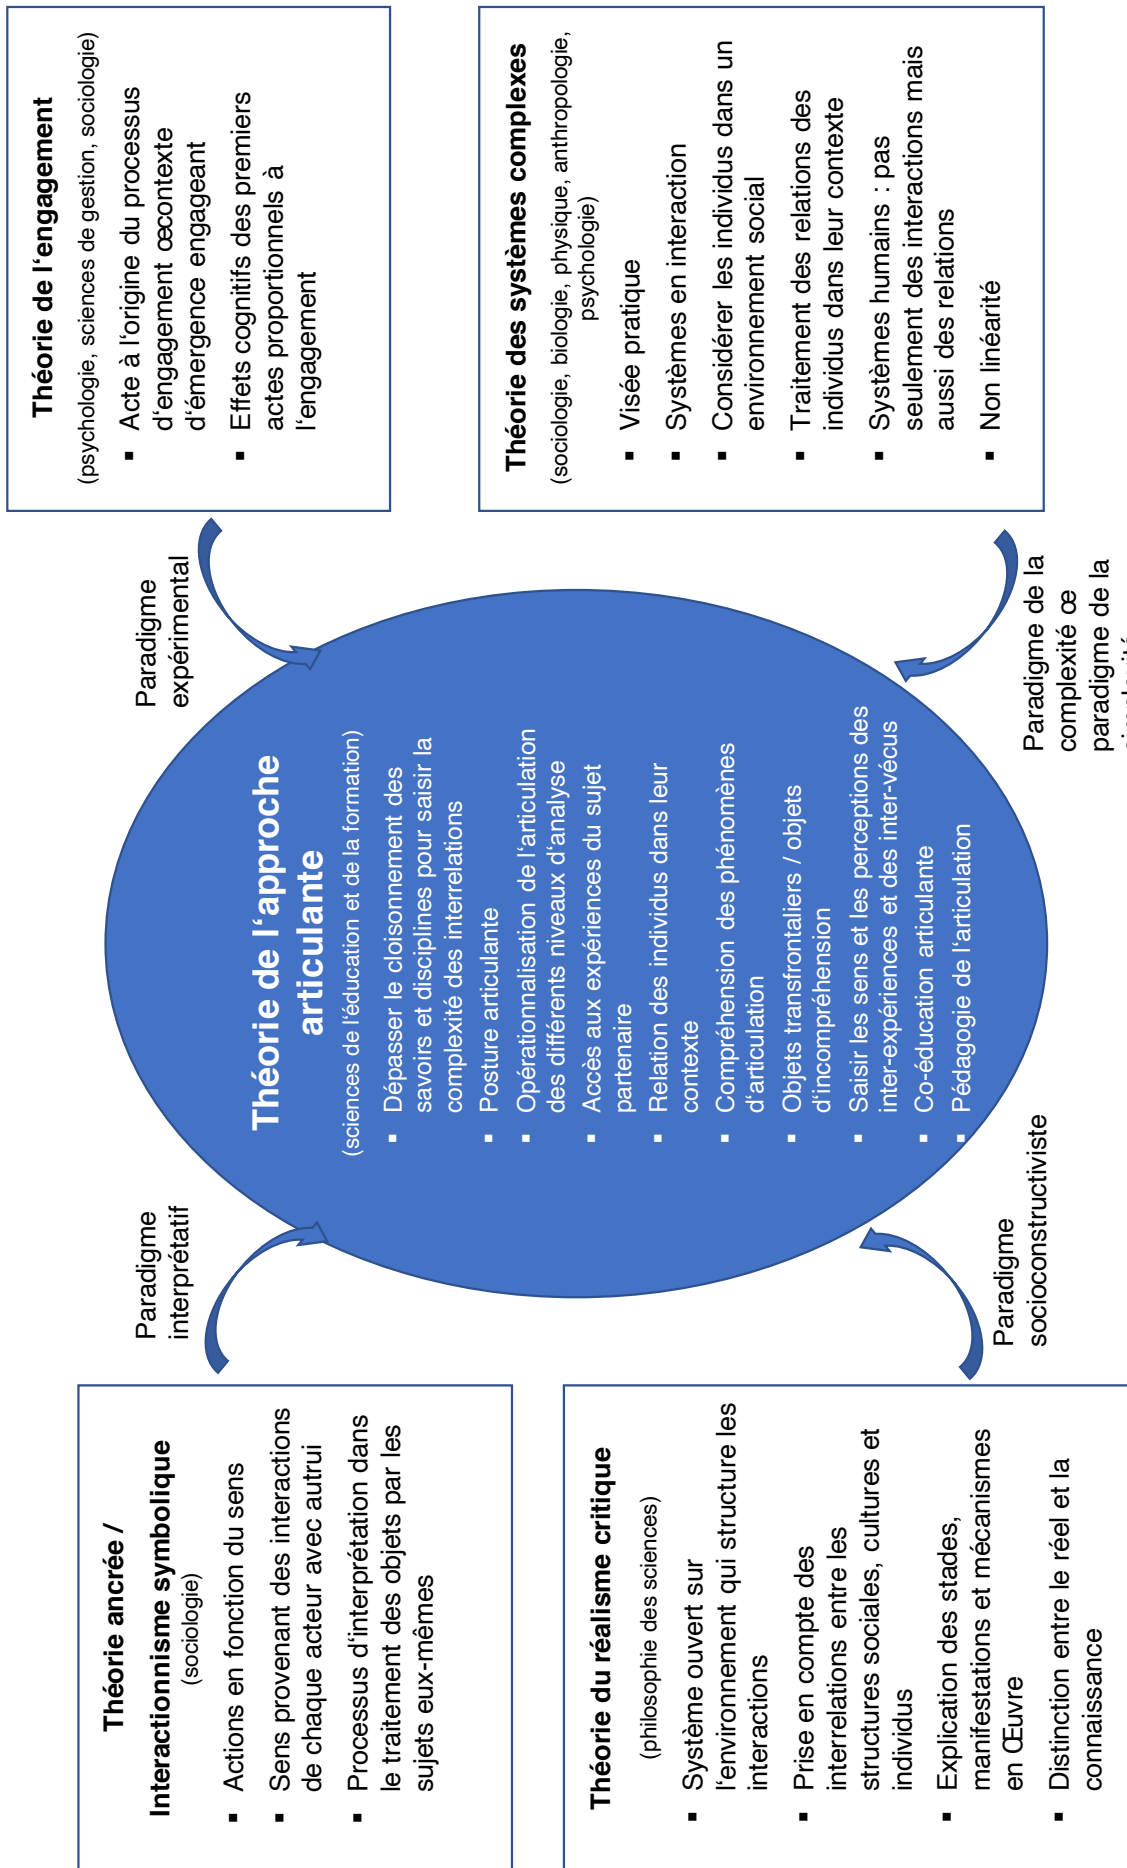 Théorie ancrée /
Interactionnisme symbolique
(sociologie)
▪ Actions en fonction du sens
▪ Sens provenant des interactions
de chaque acteur avec autrui
▪ Processus d'interprétation dans
le traitement des objets par les
sujets eux-mêmes
Paradigme
interprétatif
Théorie de l'approche
articulante
(sciences de l'éducation et de la formation)
▪ Dépasser le cloisonnement des
savoirs et disciplines pour saisir la
complexité des interrelations
▪ Posture articulante
▪ Opérationnalisation de l'articulation
des différents niveaux d'analyse
▪ Accès aux expériences du sujet
partenaire
▪ Relation des individus dans leur
contexte
▪ Compréhension des phénomènes
d'articulation
▪ Objets transfrontaliers / objets
d'incompréhension
▪ Saisir les sens et les perceptions des
inter-expériences et des inter-vécus
▪ Co-éducation articulante
▪ Pédagogie de l'articulation
Paradigme
expérimental
Théorie de l'engagement
(psychologie, sciences de gestion, sociologie)
▪ Acte à l'origine du processus
d'engagement œcontexte
d'émergence engageant
▪ Effets cognitifs des premiers
actes proportionnels à
l'engagement
Théorie du réalisme critique
(philosophie des sciences)
▪ Système ouvert sur
l'environnement qui structure les
interactions
▪ Prise en compte des
interrelations entre les
structures sociales, cultures et
individus
▪ Explication des stades,
manifestations et mécanismes
en Œuvre
▪ Distinction entre le réel et la
connaissance
Paradigme
socioconstructiviste
Théorie des systèmes complexes
(sociologie, biologie, physique, anthropologie,
psychologie)
▪ Visée pratique
▪ Systèmes en interaction
▪ Considérer les individus dans un
environnement social
▪ Traitement des relations des
individus dans leur contexte
▪ Systèmes humains : pas
seulement des interactions mais
aussi des relations
▪ Non linéarité
Paradigme de la
complexité œ
paradigme de la